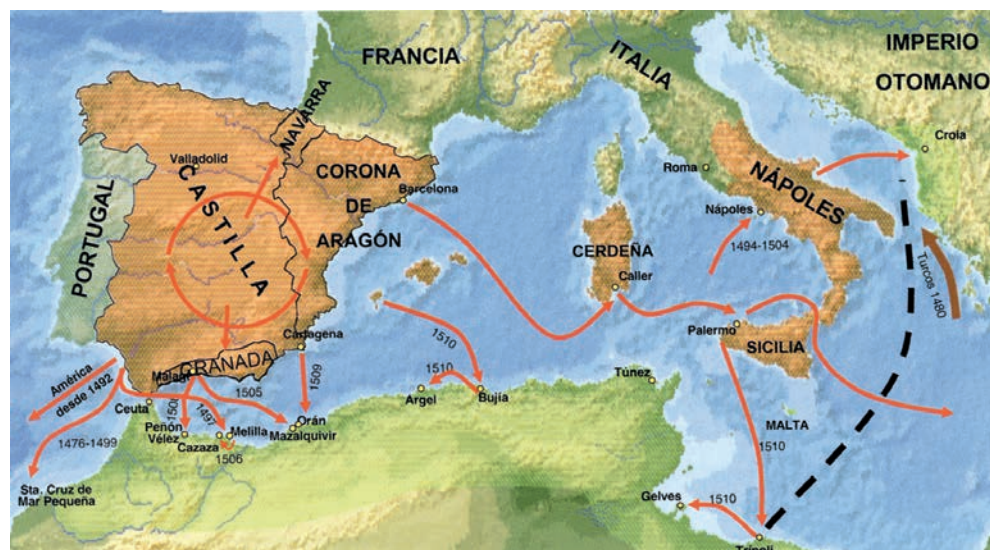 FRANCIA
ITALIA
IMPERIO
OTOMANO
NAVARRA
Croia
Valladolid
CORONA
DE
ARAGÓN
Barcelona
Roma
NÁPOLES
Nápoles
CASTILLA
PORTUGAL
1494-1504
CERDEÑA
Caller
Turcos 1480
Cartagena
Palermo
SICILIA
GRANADA
Malaga
América
desde 1492
1510
1510
1509
1505
Túnez
Argel
Bujía
Ceuta
1497
Orán
Mazalquivir
Peñón
Vélez
Melilla
Cazaza
1506
1476-1499
MALTA
1510
Sta. Cruz de
Mar Pequeña
Gelves
1510
Trípoli